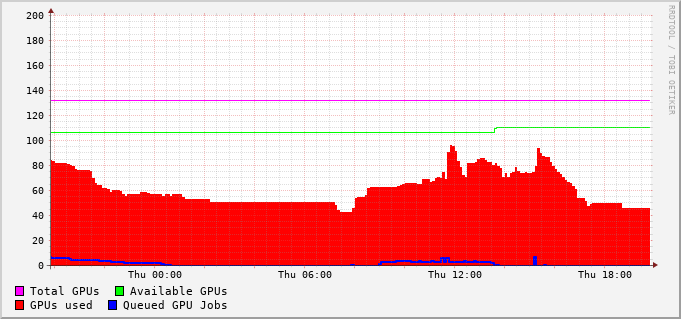 200
180
160
140
120
100
80
60
40
20
0
Thu 00:00 Thu 06:00 Thu 12:00 Thu 18:00
Total GPUs Available GPUs
GPUs used Queued GPU Jobs
RRDTOOL / TOBI OETIKER